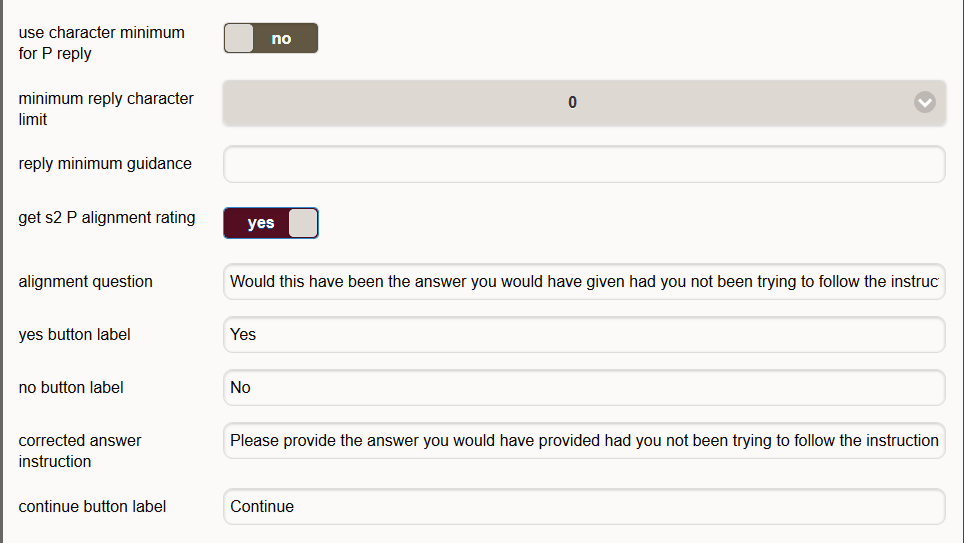 use character minimum
for P reply
no
minimum reply character
limit
0
reply minimum guidance
get s2 P alignment rating
yes
alignment question
Would this have been the answer you would have given had you not been trying to follow the instruc
yes button label
Yes
no button label
No
corrected answer
instruction
Please provide the answer you would have provided had you not been trying to follow the instruction
continue button label
Continue